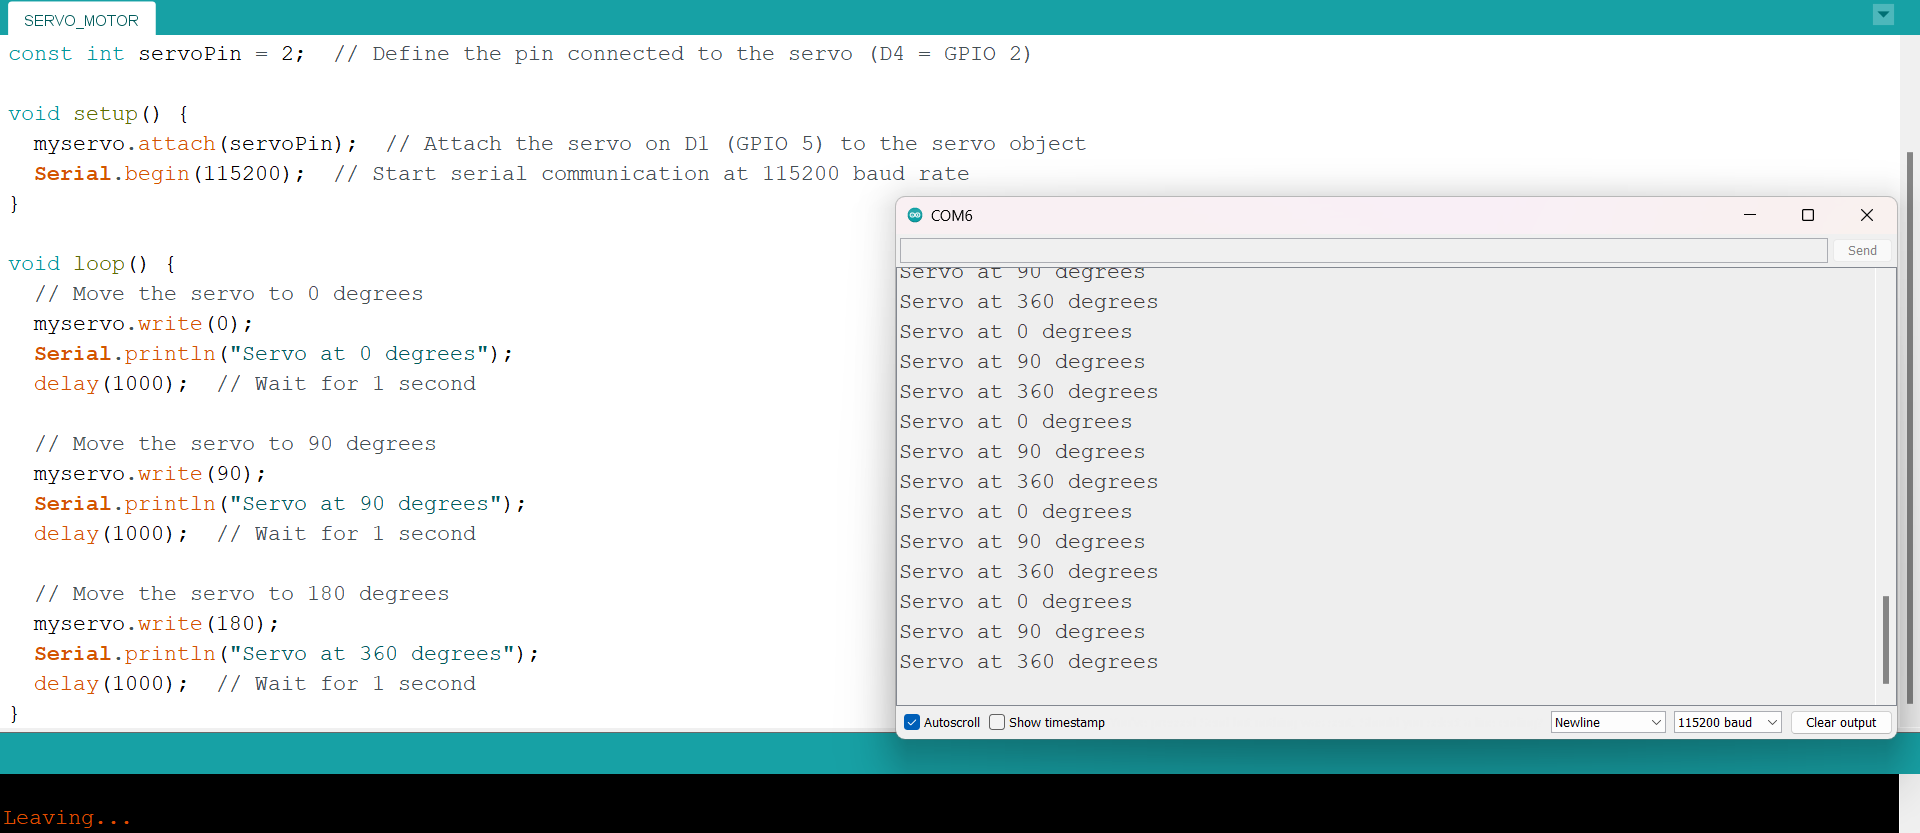 SERVO_MOTOR
const int servoPin = 2;  // Define the pin connected to the servo (D4 = GPIO 2)
void setup() {
  myservo.attach(servoPin);  // Attach the servo on D1 (GPIO 5) to the servo object
  Serial.begin(115200);  // Start serial communication at 115200 baud rate
}
void loop() {
  // Move the servo to 0 degrees
  myservo.write(0);
  Serial.println("Servo at 0 degrees");
  delay(1000);  // Wait for 1 second
  // Move the servo to 90 degrees
  myservo.write(90);
  Serial.println("Servo at 90 degrees");
  delay(1000);  // Wait for 1 second
  // Move the servo to 180 degrees
  myservo.write(180);
  Serial.println("Servo at 360 degrees");
  delay(1000);  // Wait for 1 second
}
COM6
Send
Servo at 90 degrees
Servo at 360 degrees
Servo at 0 degrees
Servo at 90 degrees
Servo at 360 degrees
Servo at 0 degrees
Servo at 90 degrees
Servo at 360 degrees
Servo at 0 degrees
Servo at 90 degrees
Servo at 360 degrees
Servo at 0 degrees
Servo at 90 degrees
Servo at 360 degrees
Autoscroll Show timestamp Newline 115200 baud Clear output
Leaving...